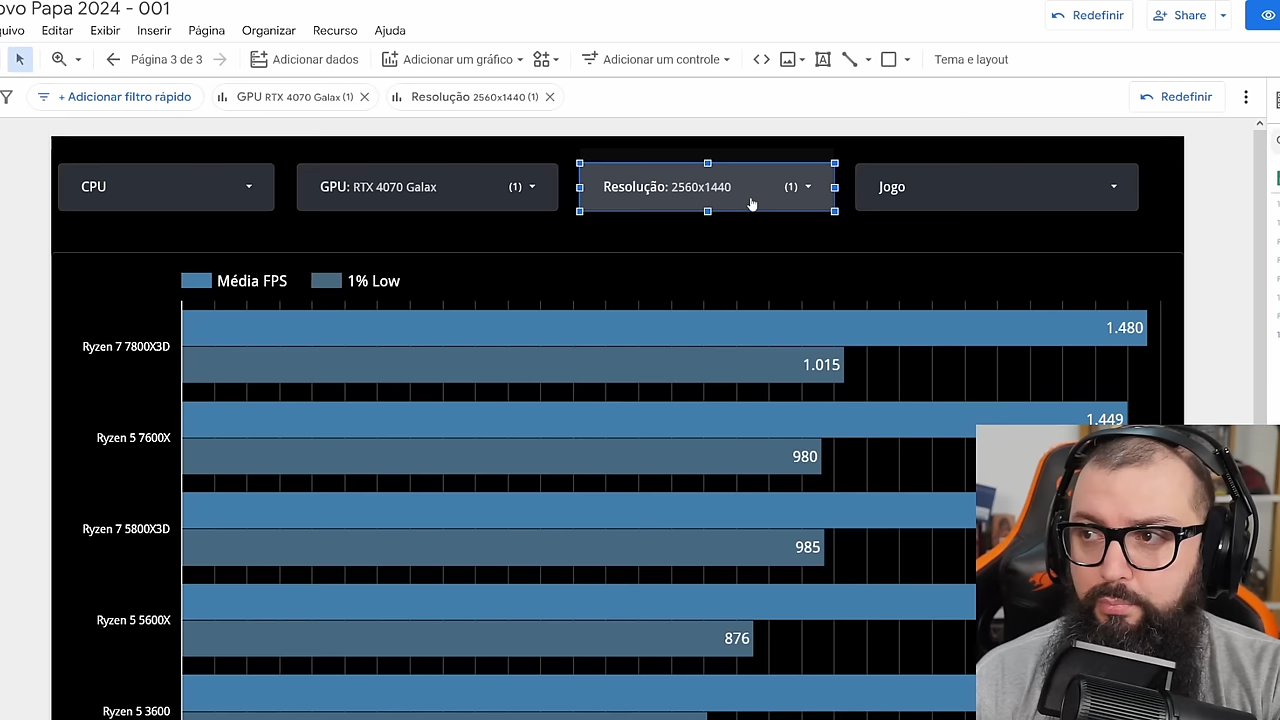 ovo Papa 2024 - 001
Redefinir
Share
quivo Editar Exibir Inserir Página Organizar Recurso Ajuda
Página 3 de 3 Adicionar dados Adicionar um gráfico Adicionar um controle Tema e layout
+ Adicionar filtro rápido GPU RTX 4070 Galax (1) Resolução 2560x1440 (1) Redefinir
CPU
GPU: RTX 4070 Galax (1)
Resolução: 2560x1440 (1)
Jogo
Média FPS 1% Low
Ryzen 7 7800X3D
1.480
1.015
Ryzen 5 7600X
1.449
980
Ryzen 7 5800X3D
985
Ryzen 5 5600X
876
Ryzen 5 3600